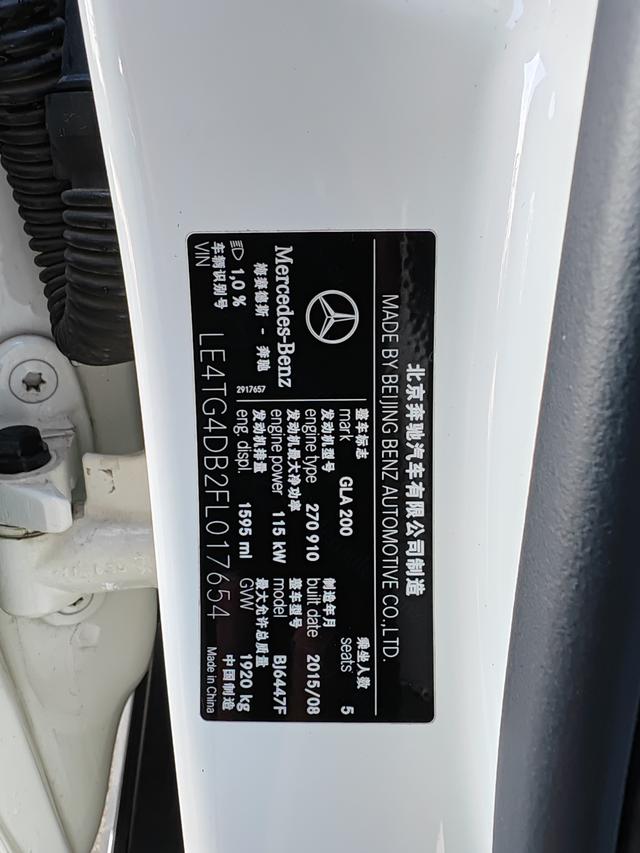 北京奔驰汽车有限公司制造
MADE BY BEIJING BENZ AUTOMOTIVE CO.,LTD.
Mercedes-Benz
梅赛德斯 - 奔驰
1,0 %
2917657
整车标志
mark GLA 200
乘坐人数
seats 5
发动机型号
engine type 270 910
制造年月
built date 2015/08
发动机最大净功率
engine power 115 kW
整车型号
model BJ6447F
发动机排量
eng. displ. 1595 ml
最大允许总质量
GVW 1920 kg
车辆识别号
VIN LE4TG4DB2FL017654
中国制造
Made in China